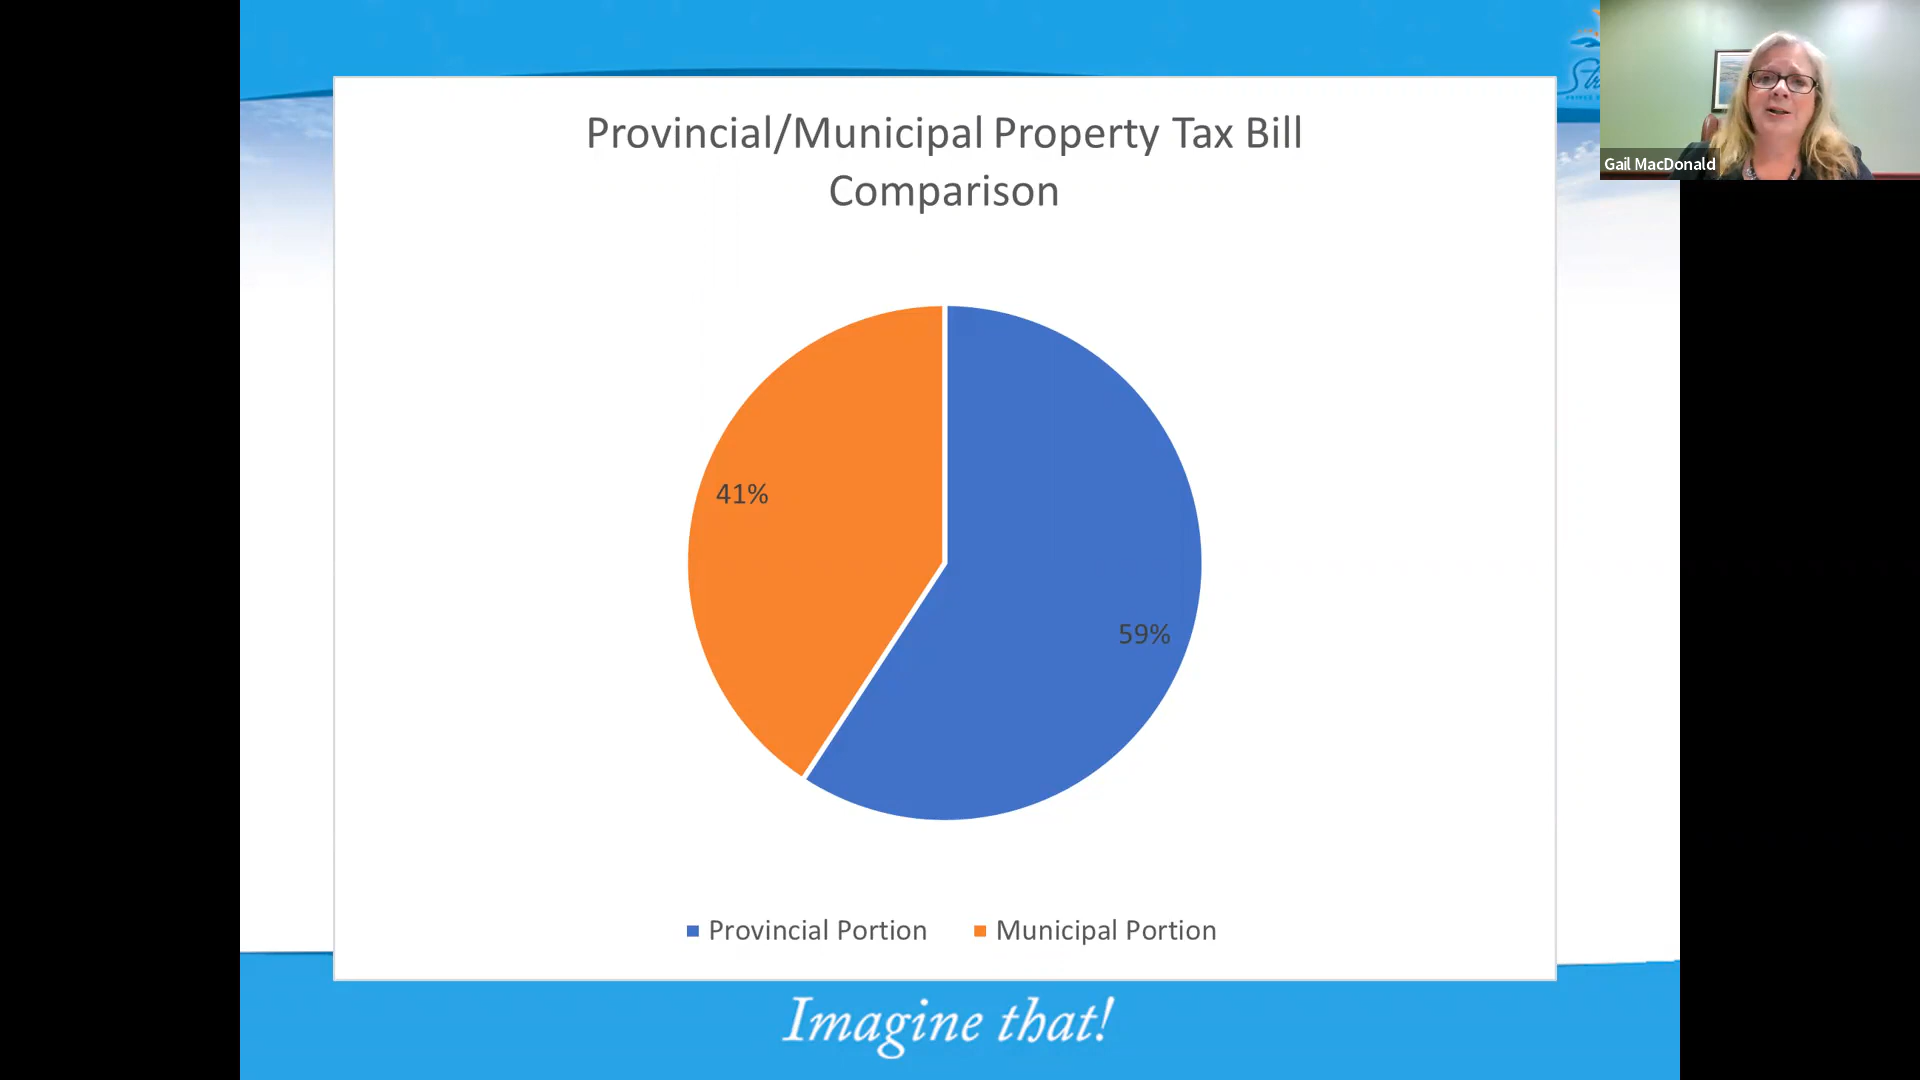 Provincial/Municipal Property Tax Bill
Comparison
Gail MacDonald
41%
59%
Provincial Portion
Municipal Portion
Imagine that!